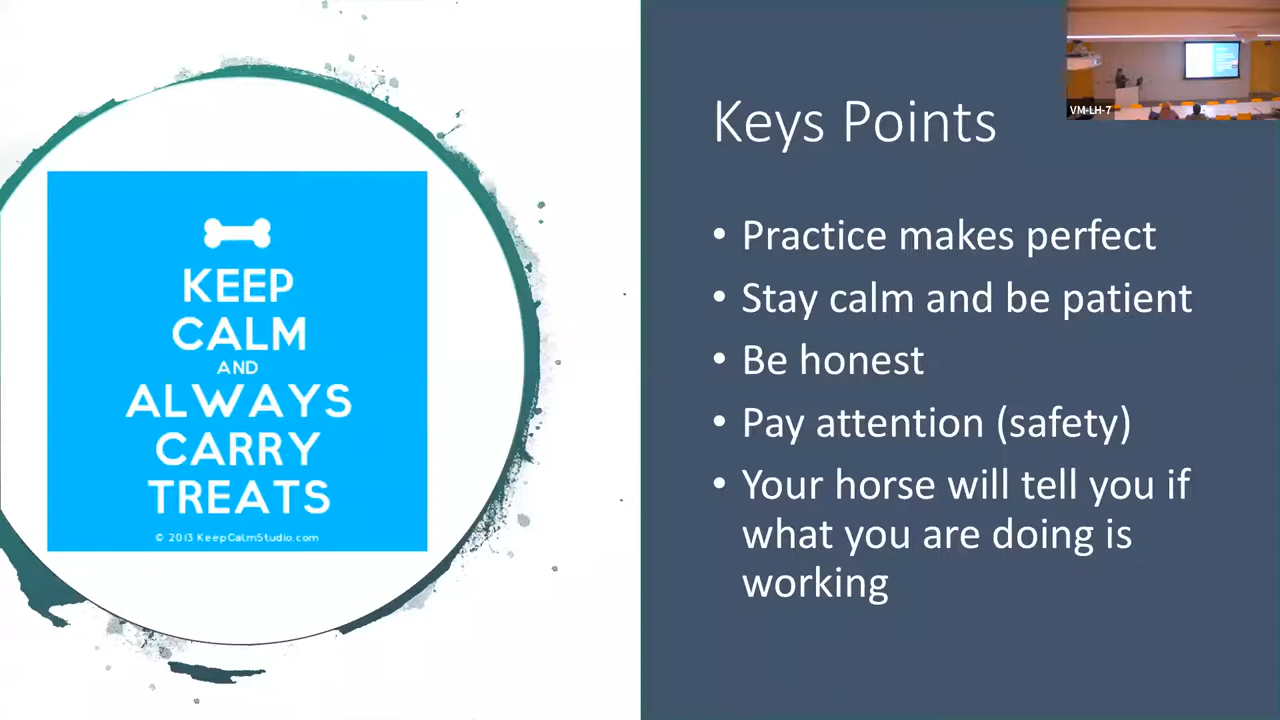 KEEP
CALM
AND
ALWAYS
CARRY
TREATS
© 2013 KeepCalmStudio.com
Keys Points
• Practice makes perfect
• Stay calm and be patient
• Be honest
• Pay attention (safety)
• Your horse will tell you if
what you are doing is
working
VM-LH-7